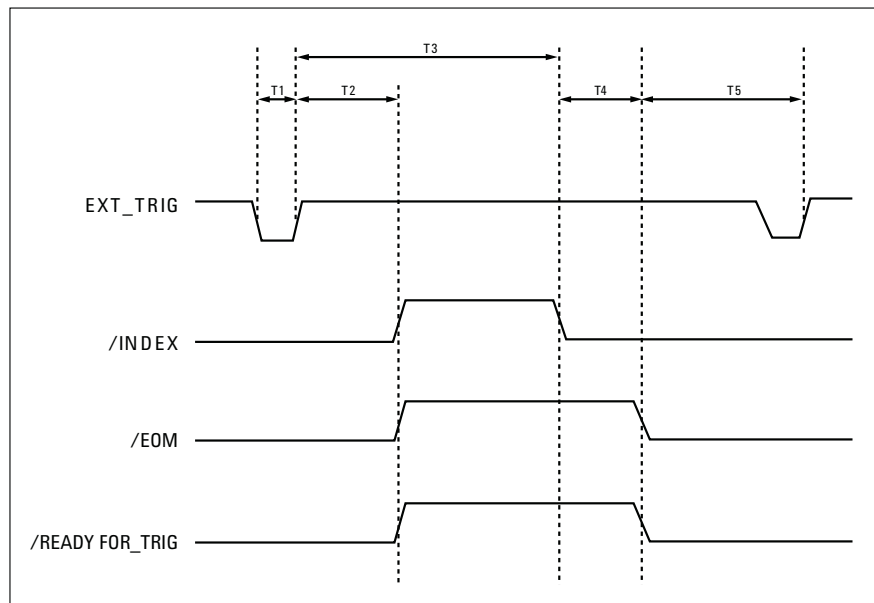 T3
T1
T2
T4
T5
EXT_TRIG
/INDEX
/EOM
/READY FOR_TRIG